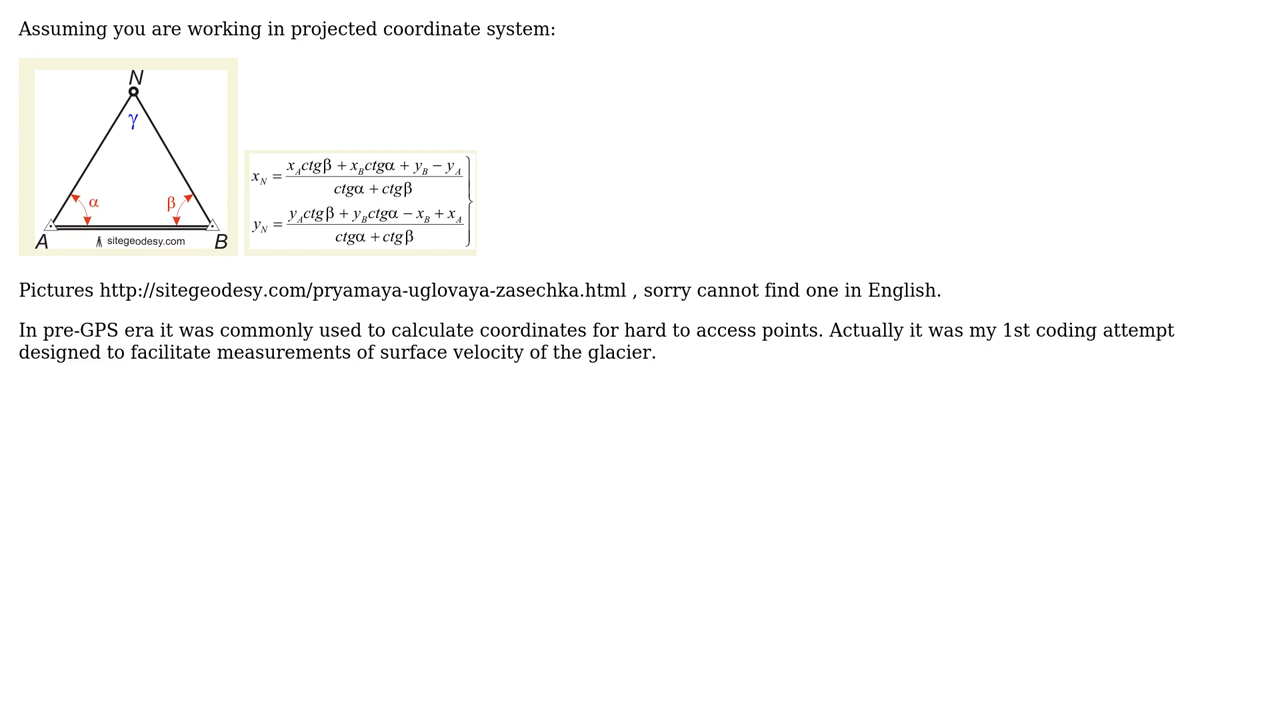 Assuming you are working in projected coordinate system:
N
γ
α
β
A
sitegeodesy.com
B
x_N = (x_A ctgβ + x_B ctgα + y_B − y_A) / (ctgα + ctgβ)
y_N = (y_A ctgβ + y_B ctgα − x_B + x_A) / (ctgα + ctgβ)
Pictures http://sitegeodesy.com/pryamaya-uglovaya-zasechka.html , sorry cannot find one in English.
In pre-GPS era it was commonly used to calculate coordinates for hard to access points. Actually it was my 1st coding attempt
designed to facilitate measurements of surface velocity of the glacier.